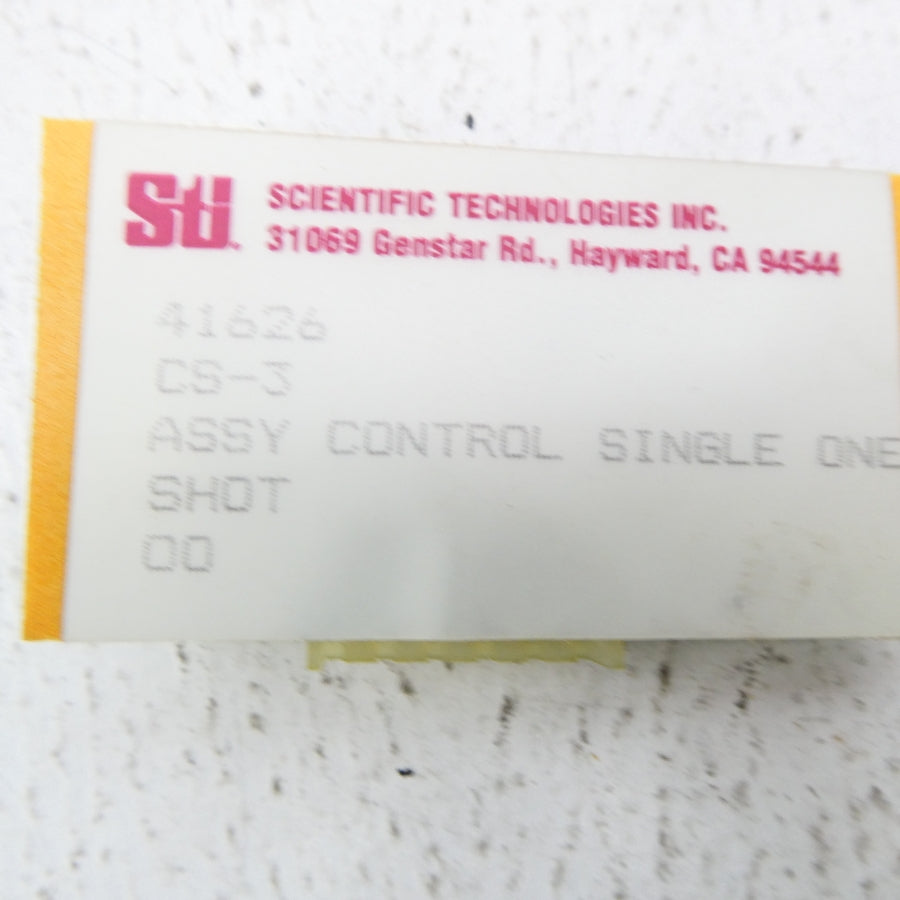 Sti SCIENTIFIC TECHNOLOGIES INC.
31069 Genstar Rd., Hayward, CA 94544
41626
CS-3
ASSY CONTROL SINGLE ONE
SHOT
00